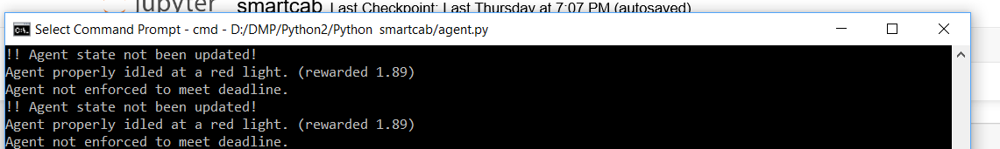 jupyter smartcab Last Checkpoint: Last Thursday at 7:07 PM (autosaved)
Select Command Prompt - cmd - D:/DMP/Python2/Python smartcab/agent.py
!! Agent state not been updated!
Agent properly idled at a red light. (rewarded 1.89)
Agent not enforced to meet deadline.
!! Agent state not been updated!
Agent properly idled at a red light. (rewarded 1.89)
Agent not enforced to meet deadline.